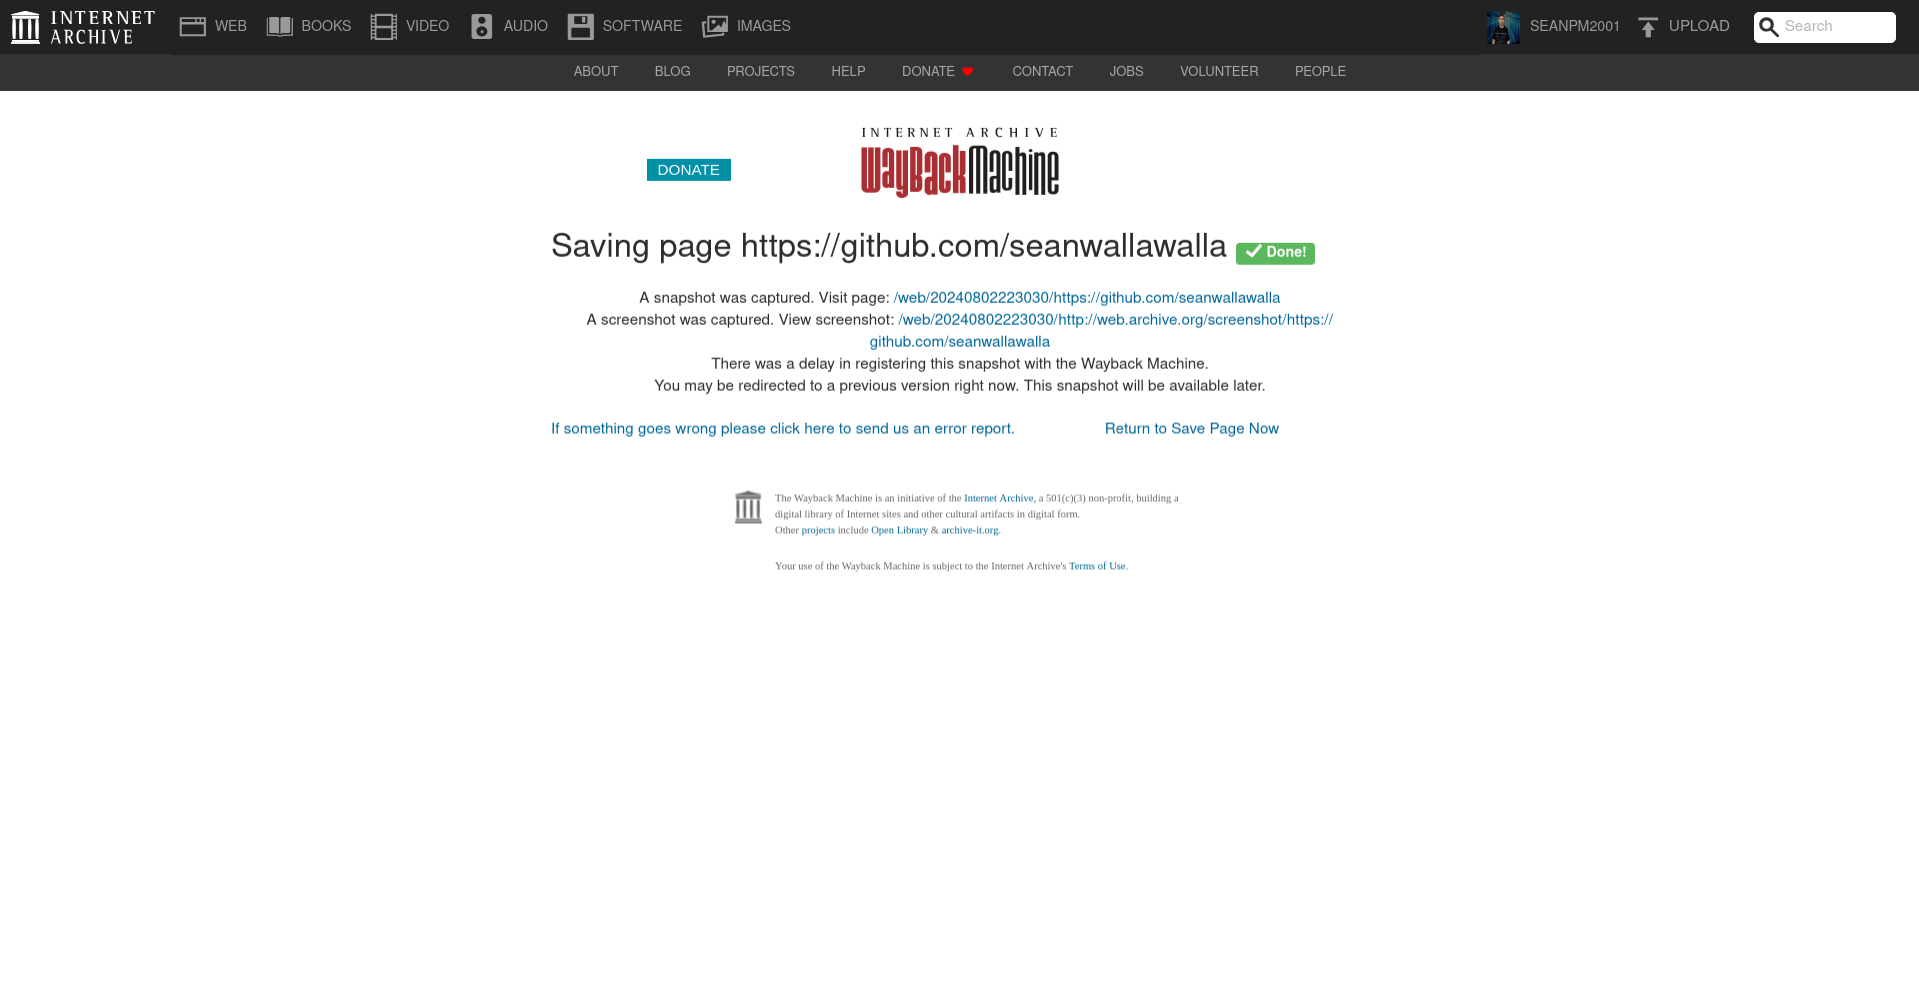 INTERNET ARCHIVE
WEB
BOOKS
VIDEO
AUDIO
SOFTWARE
IMAGES
SEANPM2001
UPLOAD
Search
ABOUT
BLOG
PROJECTS
HELP
DONATE
CONTACT
JOBS
VOLUNTEER
PEOPLE
DONATE
INTERNET ARCHIVE
WayBackMachine
Saving page https://github.com/seanwallawalla Done!
A snapshot was captured. Visit page: /web/20240802223030/https://github.com/seanwallawalla
A screenshot was captured. View screenshot: /web/20240802223030/http://web.archive.org/screenshot/https://
github.com/seanwallawalla
There was a delay in registering this snapshot with the Wayback Machine.
You may be redirected to a previous version right now. This snapshot will be available later.
If something goes wrong please click here to send us an error report.
Return to Save Page Now
The Wayback Machine is an initiative of the Internet Archive, a 501(c)(3) non-profit, building a
digital library of Internet sites and other cultural artifacts in digital form.
Other projects include Open Library & archive-it.org.
Your use of the Wayback Machine is subject to the Internet Archive's Terms of Use.